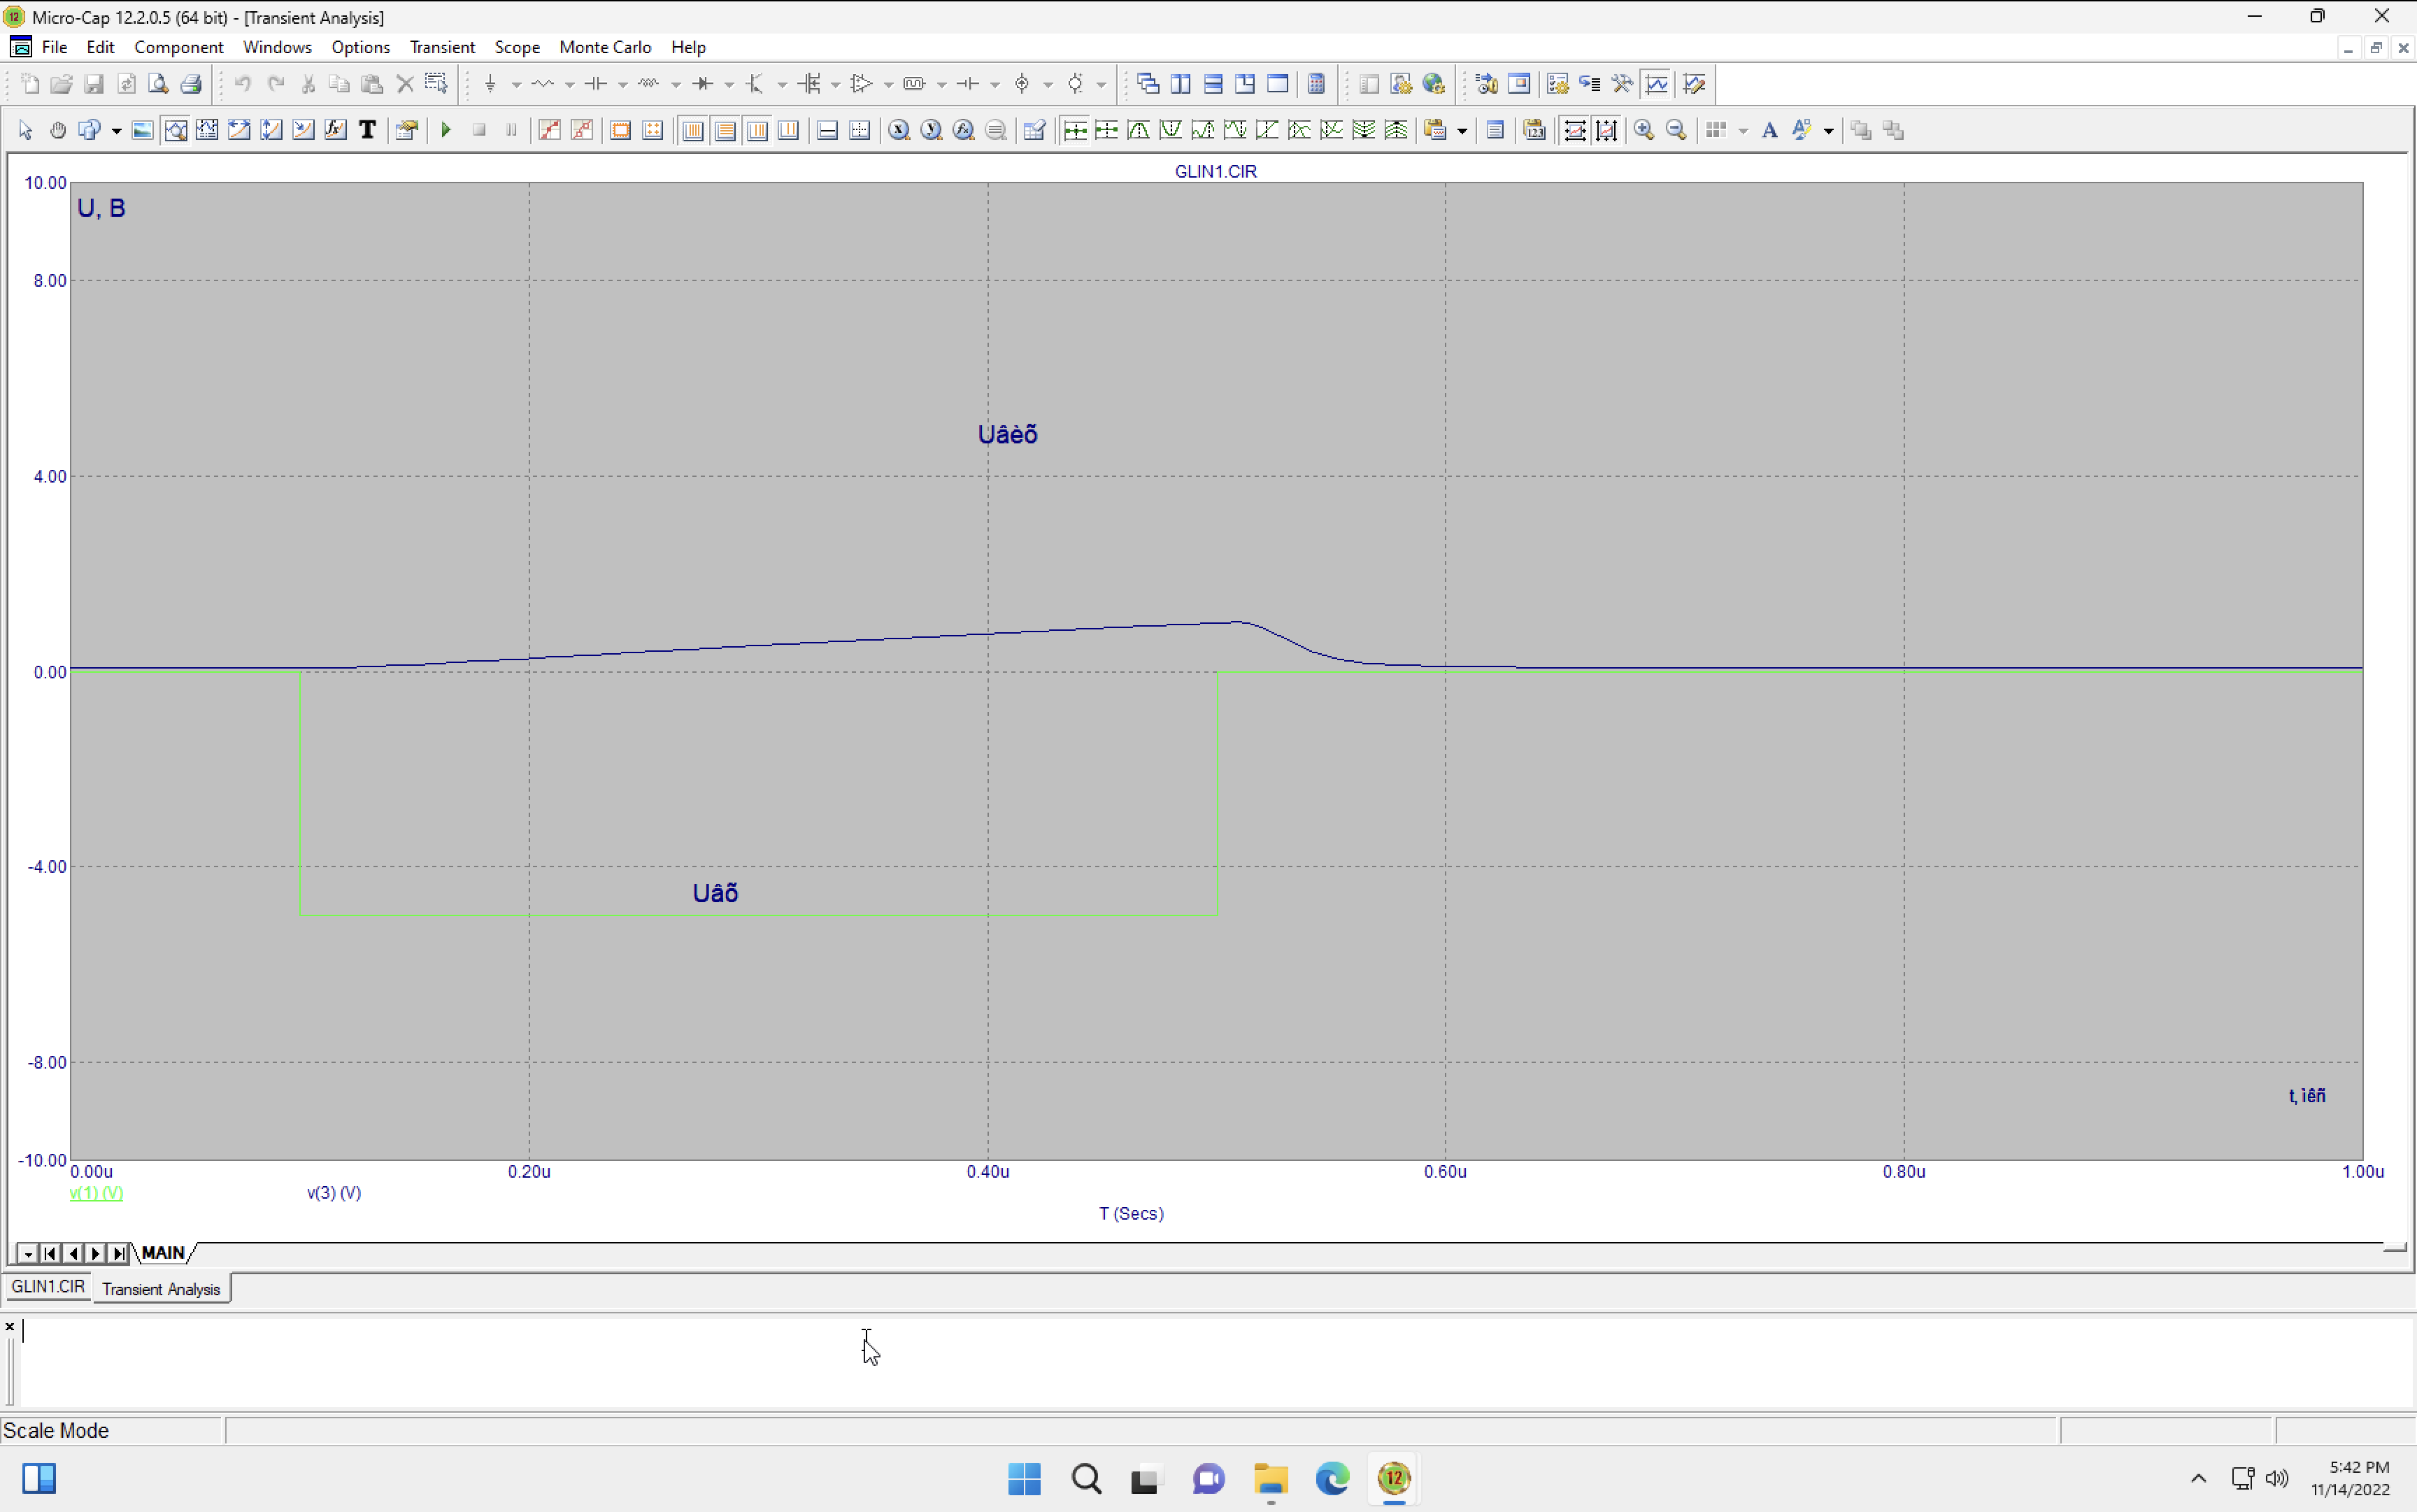 Micro-Cap 12.2.0.5 (64 bit) - [Transient Analysis]
File Edit Component Windows Options Transient Scope Monte Carlo Help
GLIN1.CIR
10.00
U, B
8.00
Uâèõ
4.00
0.00
-4.00
Uâõ
-8.00
t, ìêñ
-10.00
0.00u 0.20u 0.40u 0.60u 0.80u 1.00u
v(1) (V) v(3) (V)
T (Secs)
MAIN
GLIN1.CIR Transient Analysis
Scale Mode
12
5:42 PM
11/14/2022